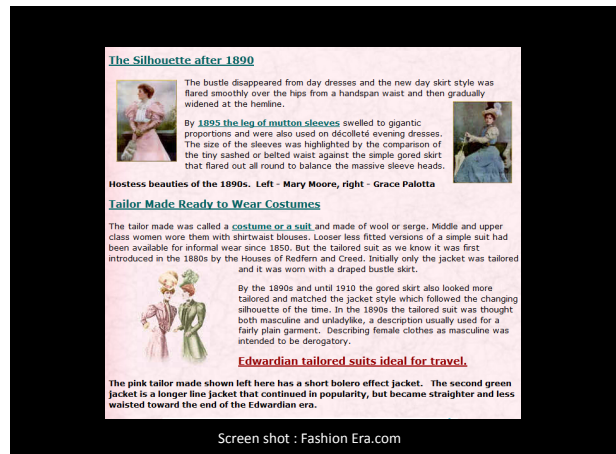 The Silhouette after 1890
The bustle disappeared from day dresses and the new day skirt style was
flared smoothly over the hips from a handspan waist and then gradually
widened at the hemline.
By 1895 the leg of mutton sleeves swelled to gigantic
proportions and were also used on décolleté evening dresses.
The size of the sleeves was highlighted by the comparison of
the tiny sashed or belted waist against the simple gored skirt
that flared out all round to balance the massive sleeve heads.
Hostess beauties of the 1890s. Left - Mary Moore, right - Grace Palotta
Tailor Made Ready to Wear Costumes
The tailor made was called a costume or a suit and made of wool or serge. Middle and upper
class women wore them with shirtwaist blouses. Looser less fitted versions of a simple suit had
been available for informal wear since 1850. But the tailored suit as we know it was first
introduced in the 1880s by the Houses of Redfern and Creed. Initially only the jacket was tailored
and it was worn with a draped bustle skirt.
By the 1890s and until 1910 the gored skirt also looked more
tailored and matched the jacket style which followed the changing
silhouette of the time. In the 1890s the tailored suit was thought
both masculine and unladylike, a description usually used for a
fairly plain garment. Describing female clothes as masculine was
intended to be derogatory.
Edwardian tailored suits ideal for travel.
The pink tailor made shown left here has a short bolero effect jacket. The second green
jacket is a longer line jacket that continued in popularity, but became straighter and less
waisted toward the end of the Edwardian era.
Screen shot : Fashion Era.com